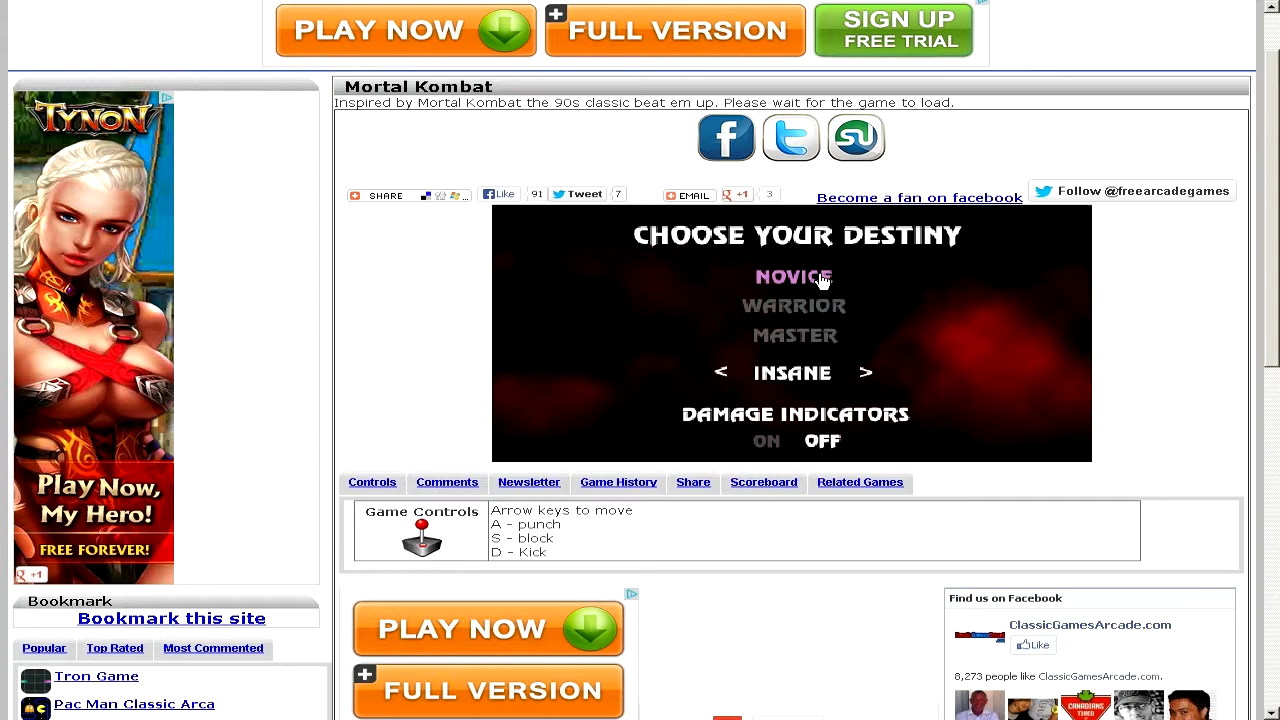 PLAY NOW
FULL VERSION
SIGN UP
FREE TRIAL
TYNON
Play Now,
My Hero!
FREE FOREVER!
+1
Bookmark
Bookmark this site
Popular
Top Rated
Most Commented
Tron Game
Pac Man Classic Arca
Mortal Kombat
Inspired by Mortal Kombat the 90s classic beat em up. Please wait for the game to load.
SHARE
Like
91
Tweet
7
EMAIL
+1
3
Become a fan on facebook
Follow @freearcadegames
CHOOSE YOUR DESTINY
NOVICE
WARRIOR
MASTER
< INSANE >
DAMAGE INDICATORS
ON OFF
Controls
Comments
Newsletter
Game History
Share
Scoreboard
Related Games
Game Controls
Arrow keys to move
A - punch
S - block
D - Kick
PLAY NOW
FULL VERSION
Find us on Facebook
ClassicGamesArcade.com
Like
6,273 people like ClassicGamesArcade.com.